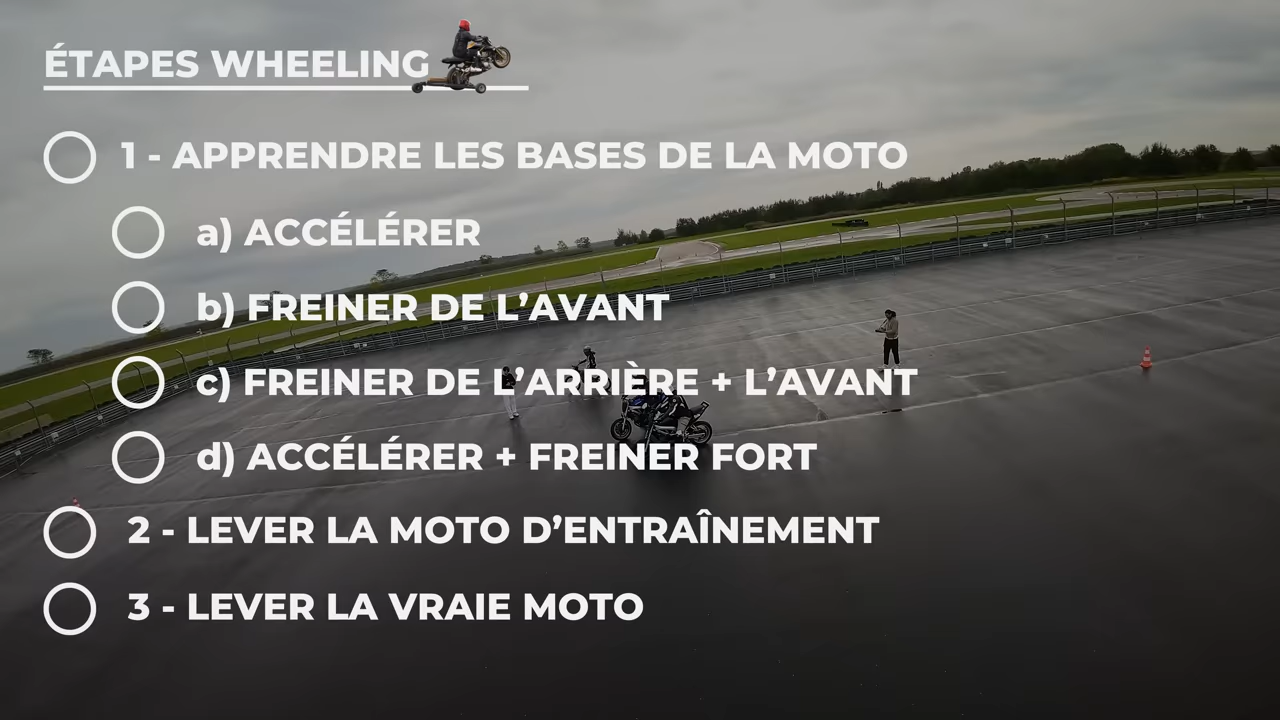 ÉTAPES WHEELING
1 - APPRENDRE LES BASES DE LA MOTO
a) ACCÉLÉRER
b) FREINER DE L’AVANT
c) FREINER DE L’ARRIÈRE + L’AVANT
d) ACCÉLÉRER + FREINER FORT
2 - LEVER LA MOTO D’ENTRAÎNEMENT
3 - LEVER LA VRAIE MOTO